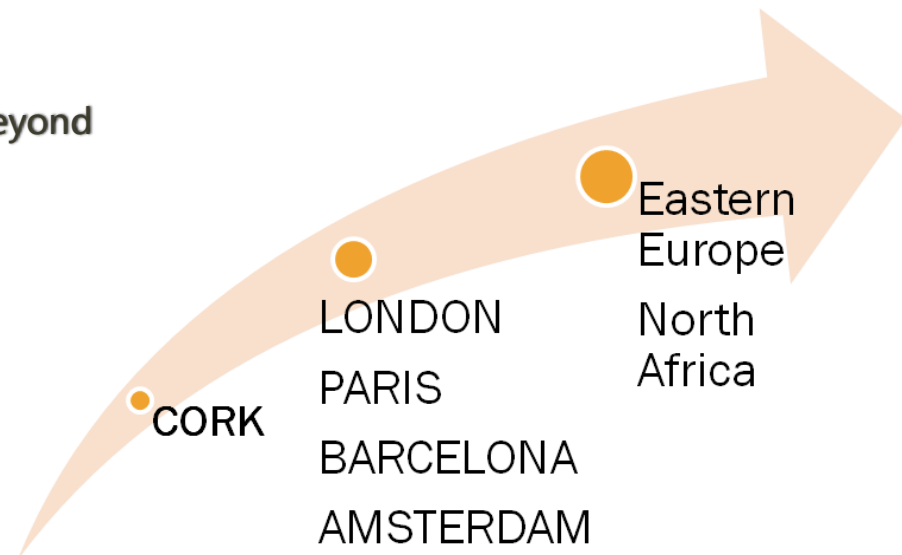 eyond
CORK
LONDON
PARIS
BARCELONA
AMSTERDAM
Eastern
Europe
North
Africa